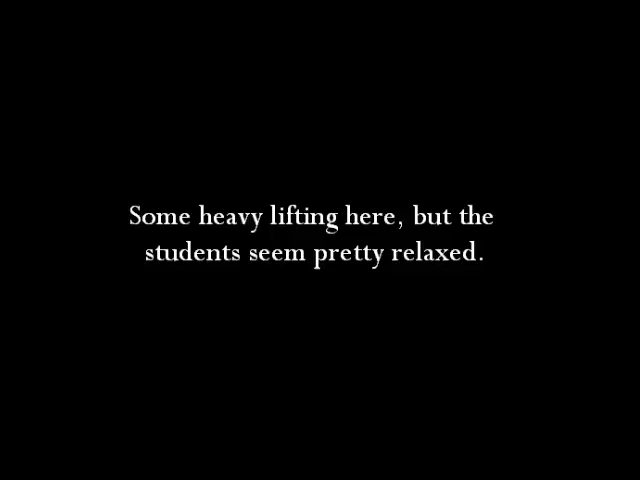 Some heavy lifting here, but the
students seem pretty relaxed.